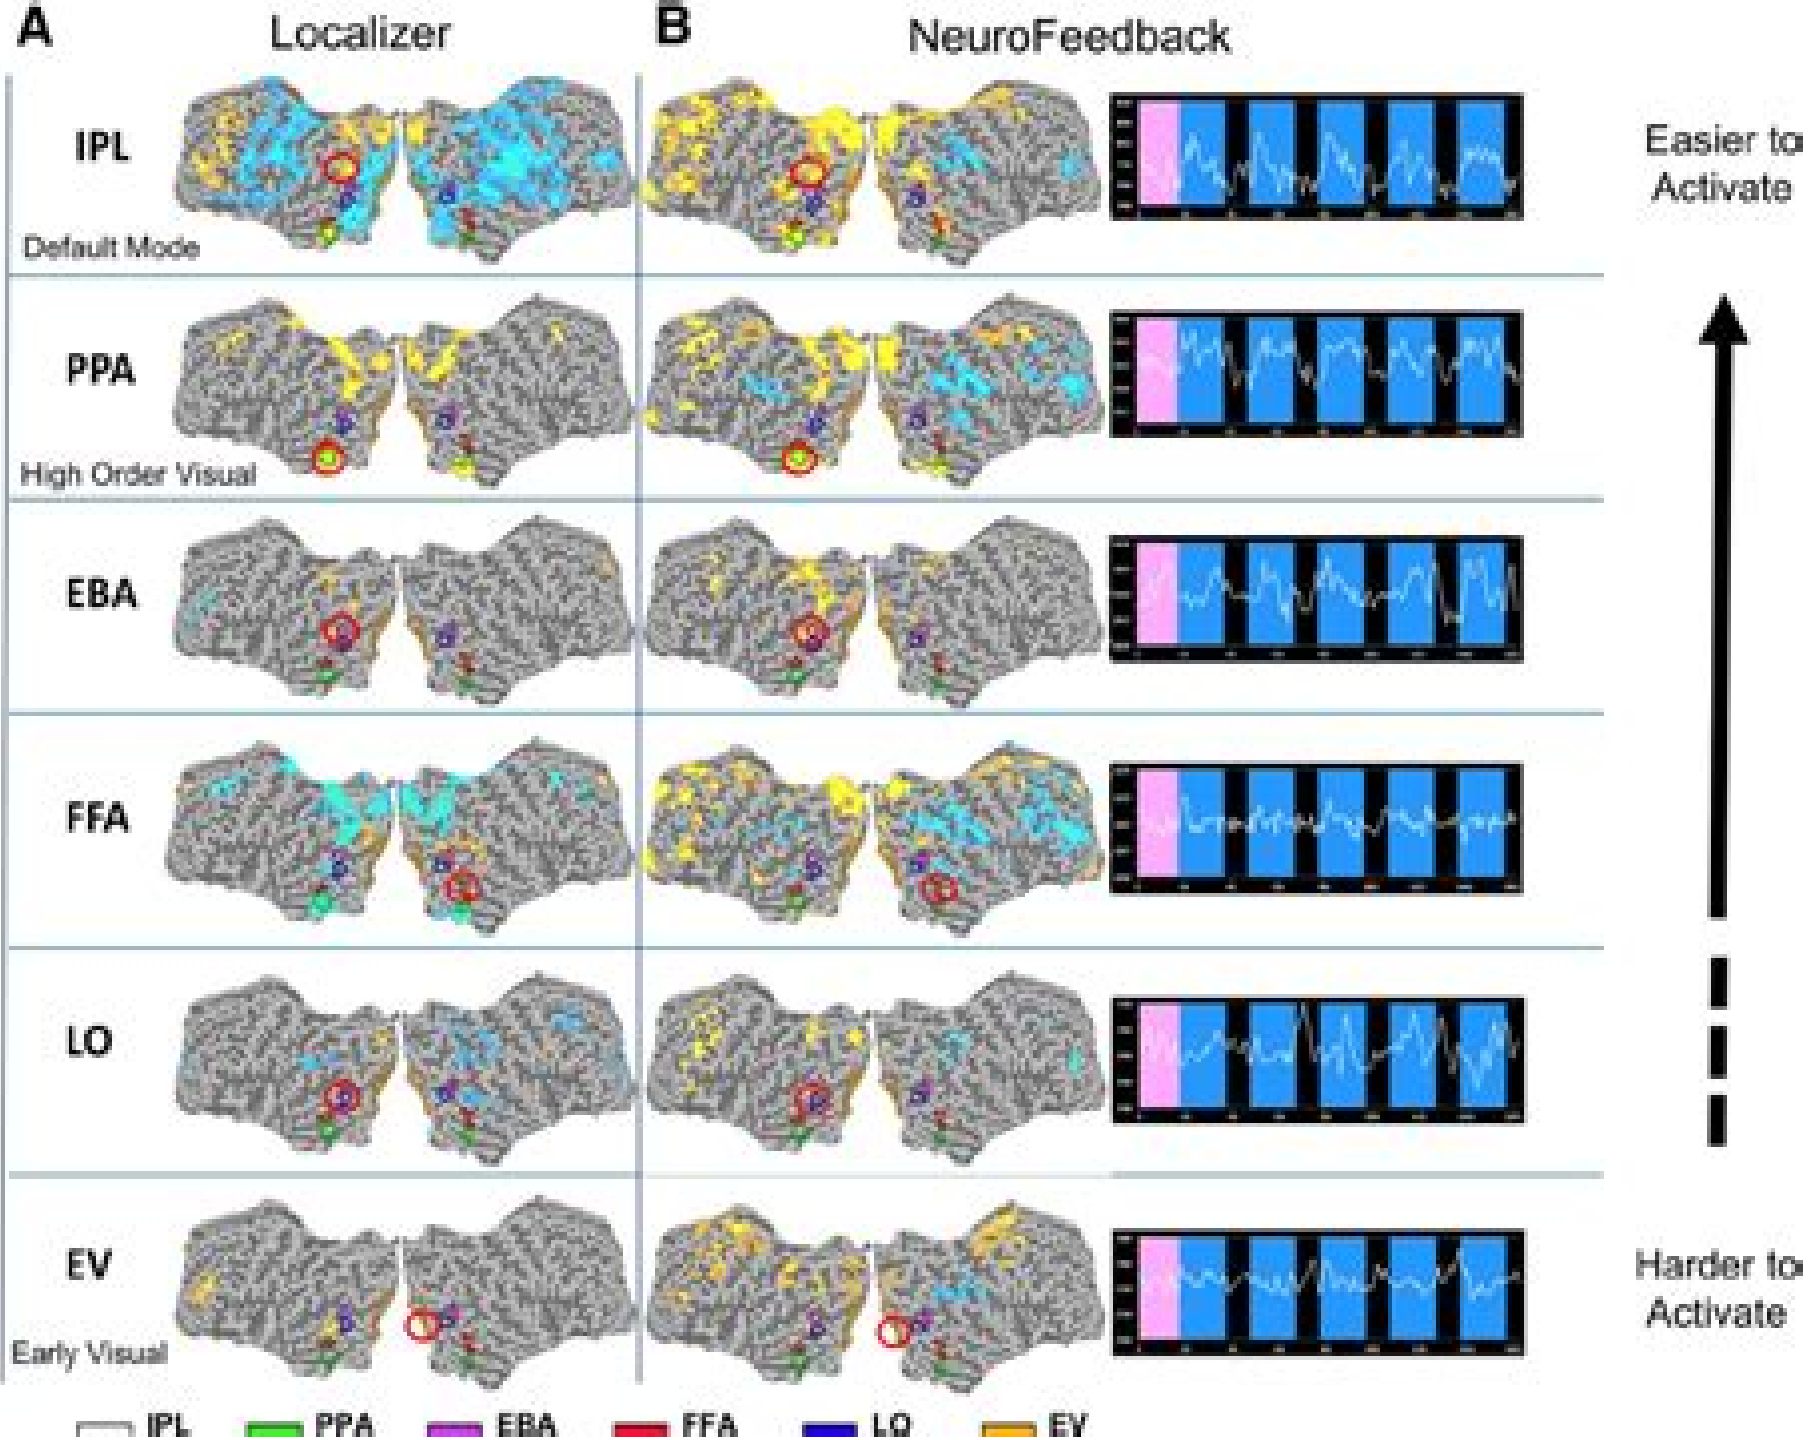 A Localizer B NeuroFeedback
IPL
Easier to
Activate
Default Mode
PPA
High Order Visual
EBA
FFA
LO
EV
Harder to
Activate
Early Visual
IPL PPA EBA FFA LO EV